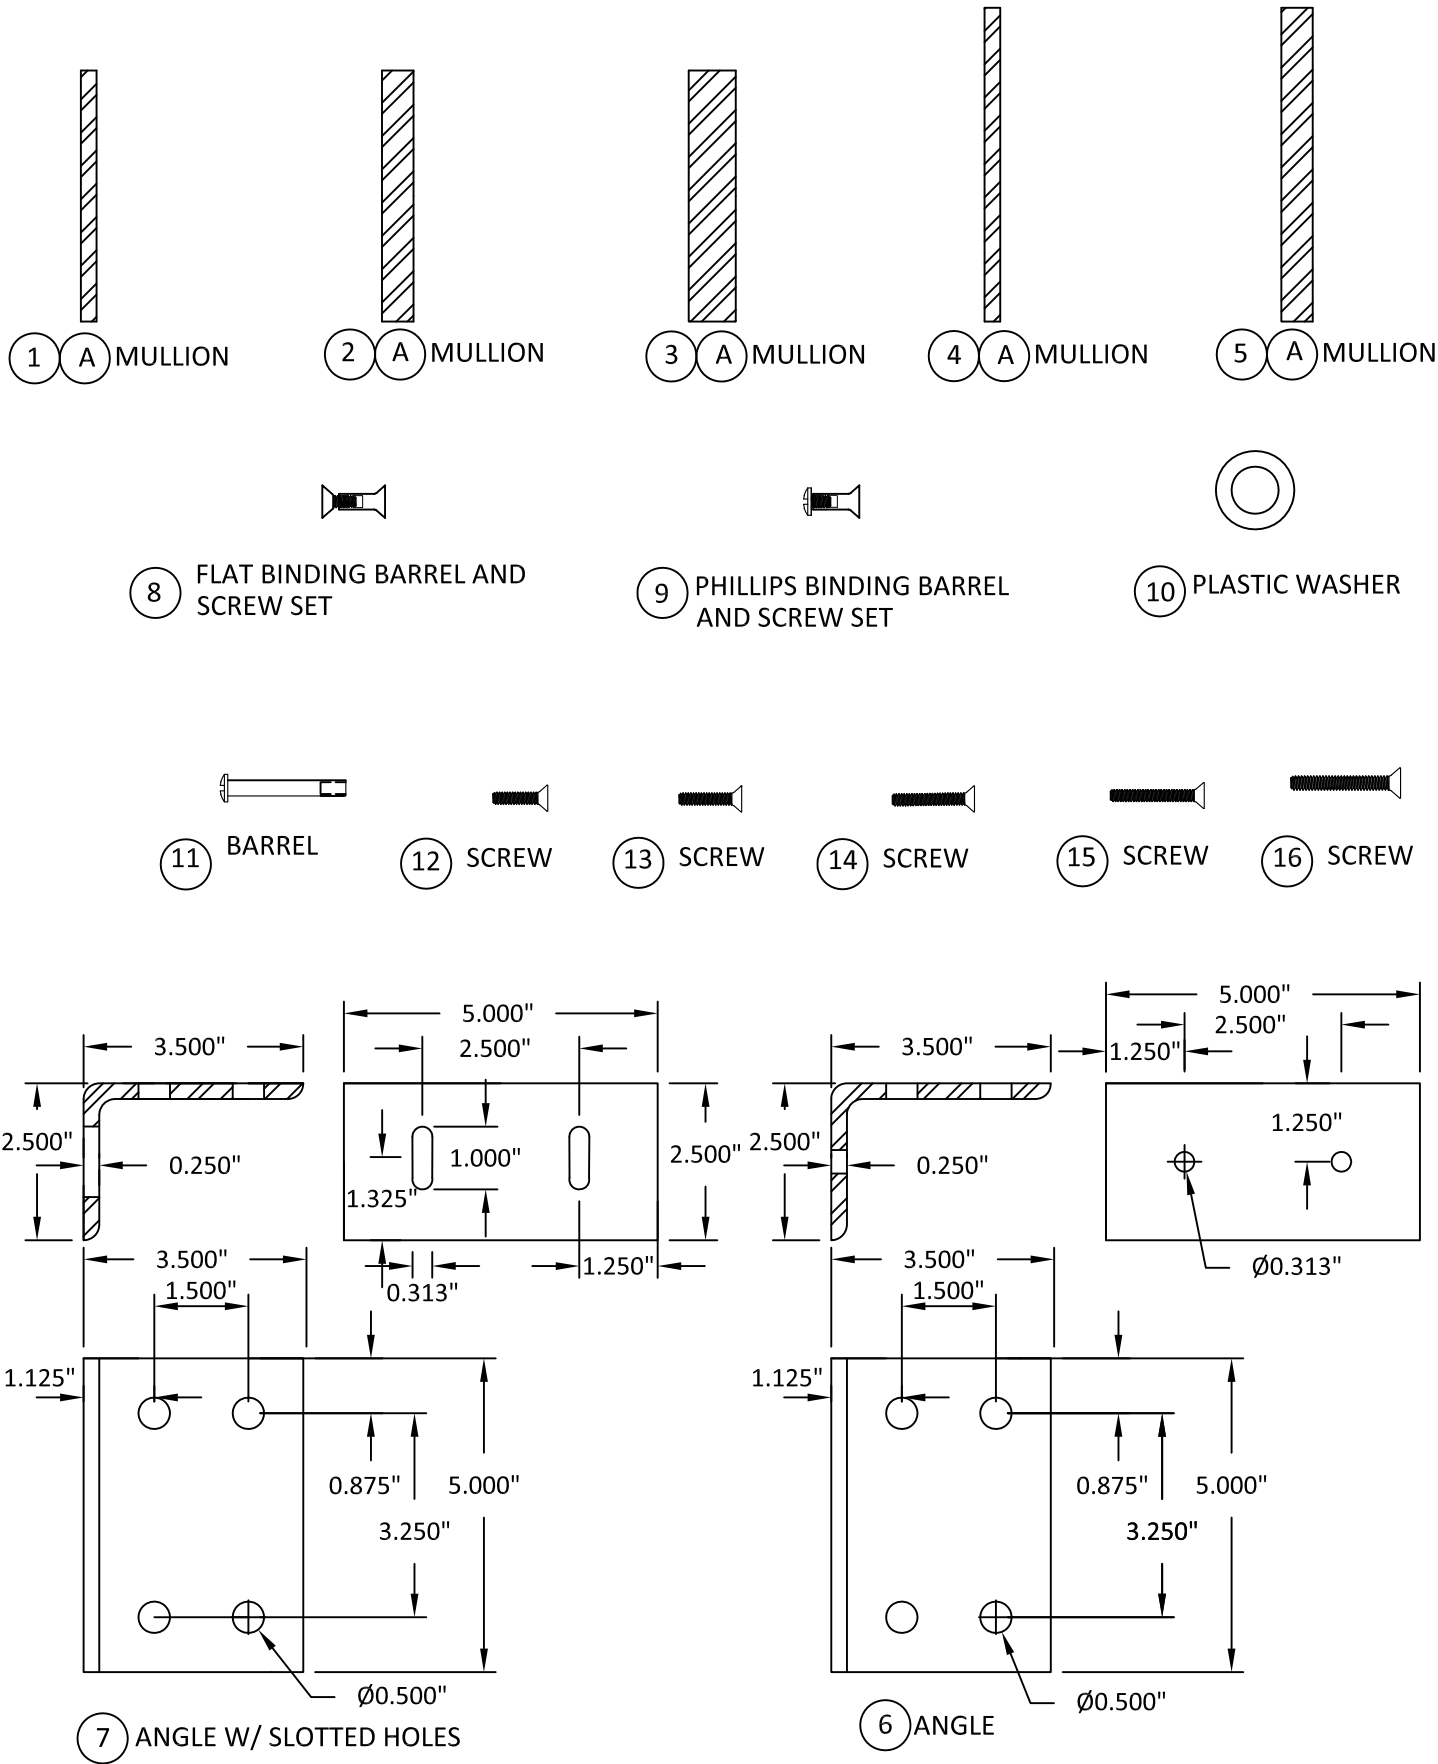 1 A MULLION
2 A MULLION
3 A MULLION
4 A MULLION
5 A MULLION
8 FLAT BINDING BARREL AND
SCREW SET
9 PHILLIPS BINDING BARREL
AND SCREW SET
10 PLASTIC WASHER
11 BARREL
12 SCREW
13 SCREW
14 SCREW
15 SCREW
16 SCREW
3.500"
2.500"
0.250"
5.000"
2.500"
1.000"
1.325"
2.500"
0.313"
1.250"
3.500"
1.500"
1.125"
0.875"
5.000"
3.250"
Ø0.500"
7 ANGLE W/ SLOTTED HOLES
3.500"
2.500"
0.250"
5.000"
2.500"
1.250"
1.250"
Ø0.313"
3.500"
1.500"
1.125"
0.875"
5.000"
3.250"
Ø0.500"
6 ANGLE